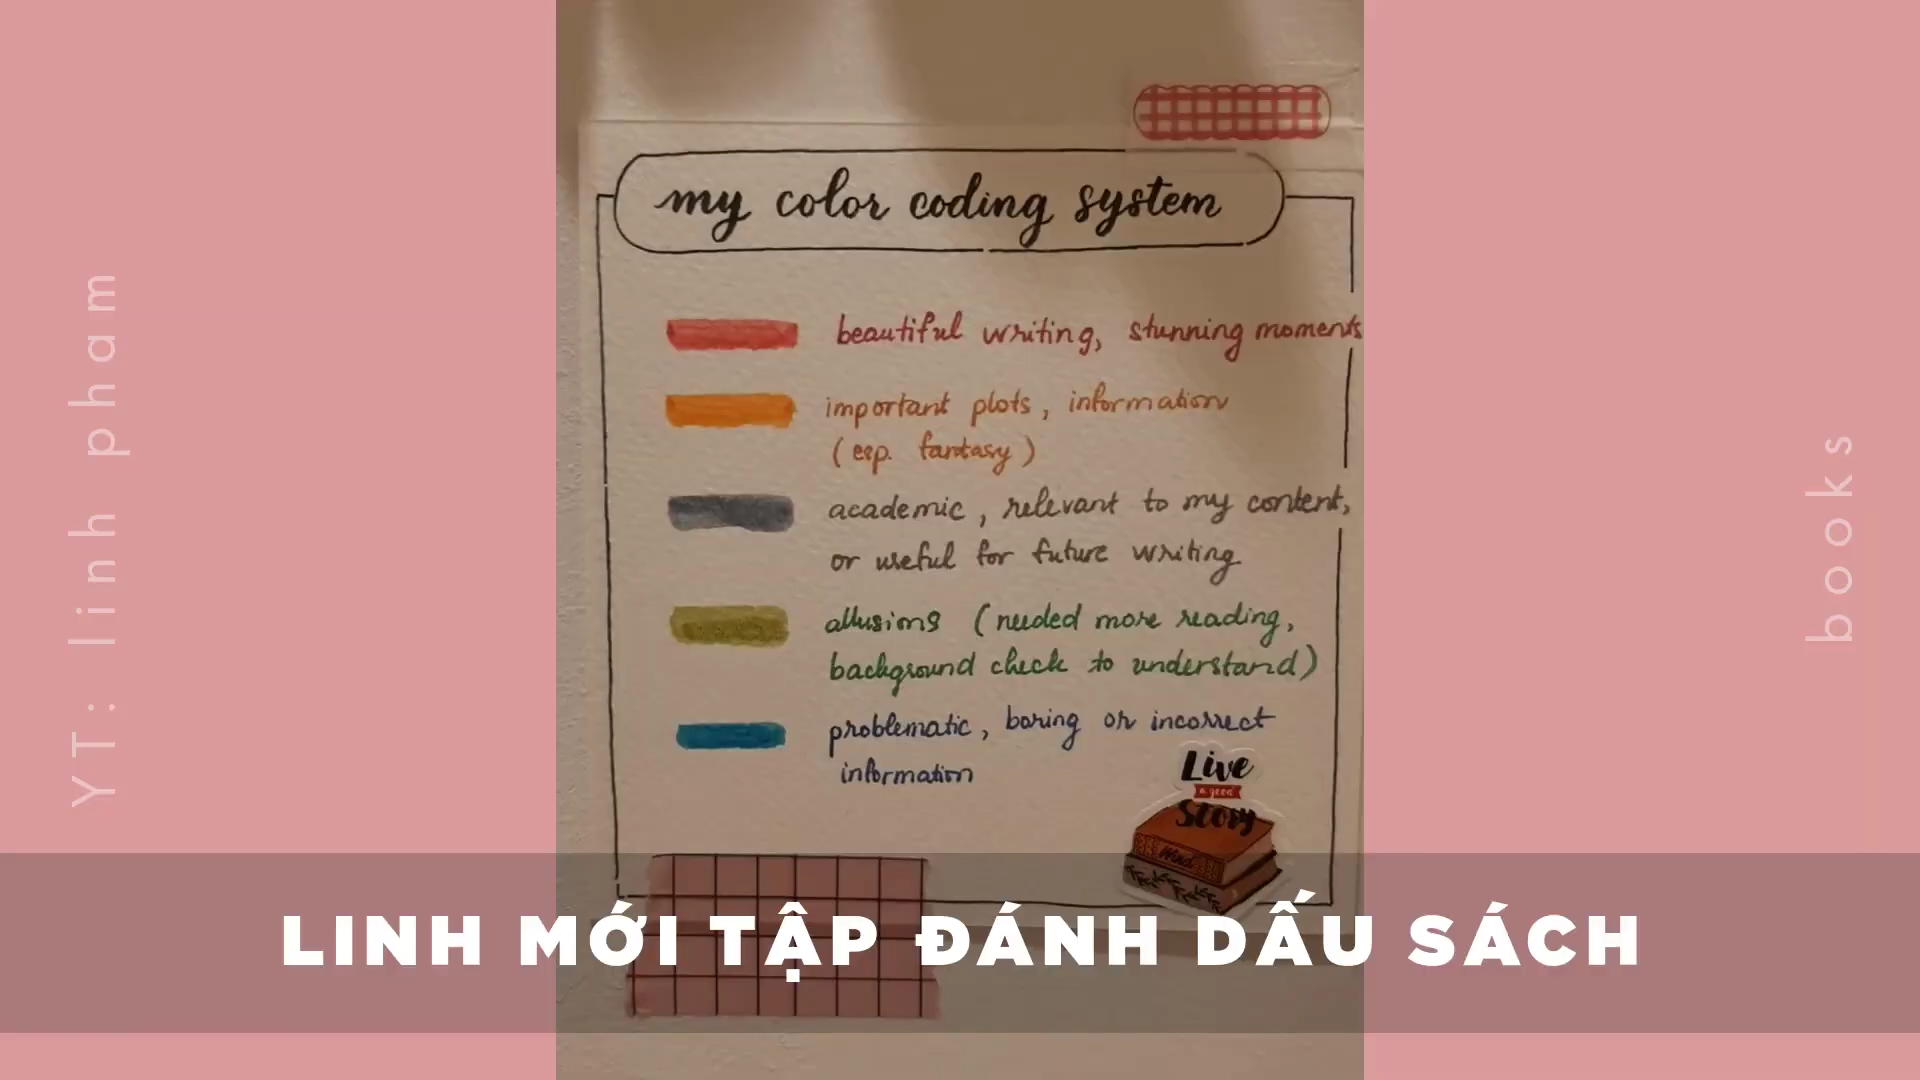 my color coding system
beautiful writing, stunning moments
important plots, information
(esp. fantasy)
academic, relevant to my content,
or useful for future writing
allusions (needed more reading,
background check to understand)
problematic, boring or incorrect
information
Live
a good
Story
LINH MỚI TẬP ĐÁNH DẤU SÁCH
YT: linh pham
books